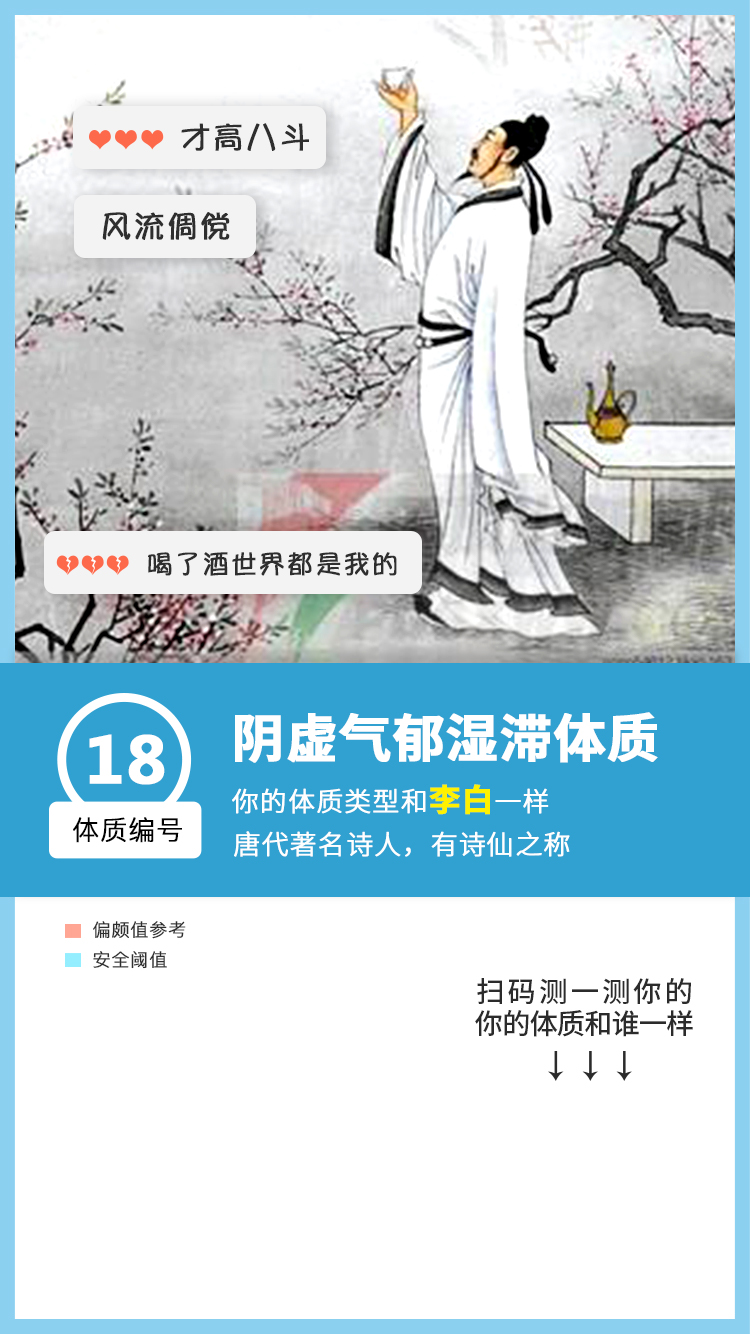 才高八斗
风流倜傥
喝了酒世界都是我的
18
体质编号
阴虚气郁湿滞体质
你的体质类型和李白一样
唐代著名诗人，有诗仙之称
偏颇值参考
安全阈值
扫码测一测你的
你的体质和谁一样
↓↓↓